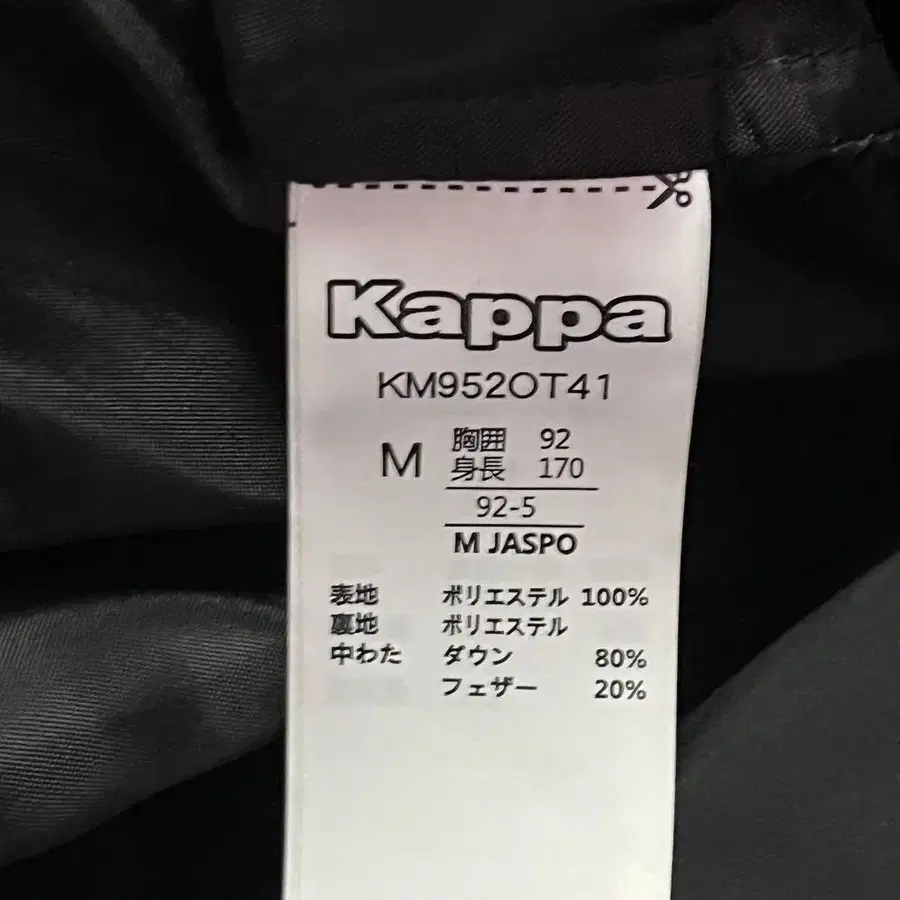 Kappa
KM952OT41
M 胸囲 92
身長 170
92-5
M JASPO
表地 ポリエステル 100%
裏地 ポリエステル
中わた ダウン 80%
フェザー 20%